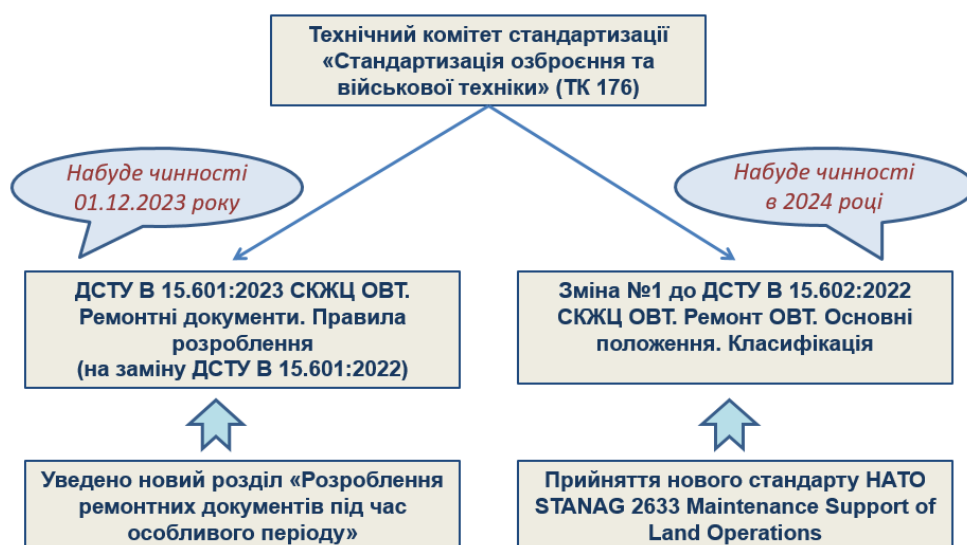 Технічний комітет стандартизації
«Стандартизація озброєння та
військової техніки» (ТК 176)
Набуде чинності
01.12.2023 року
Набуде чинності
в 2024 році
ДСТУ В 15.601:2023 СКЖЦ ОВТ.
Ремонтні документи. Правила
розроблення
(на заміну ДСТУ В 15.601:2022)
Зміна №1 до ДСТУ В 15.602:2022
СКЖЦ ОВТ. Ремонт ОВТ. Основні
положення. Класифікація
Уведено новий розділ «Розроблення
ремонтних документів під час
особливого періоду»
Прийняття нового стандарту НАТО
STANAG 2633 Maintenance Support of
Land Operations